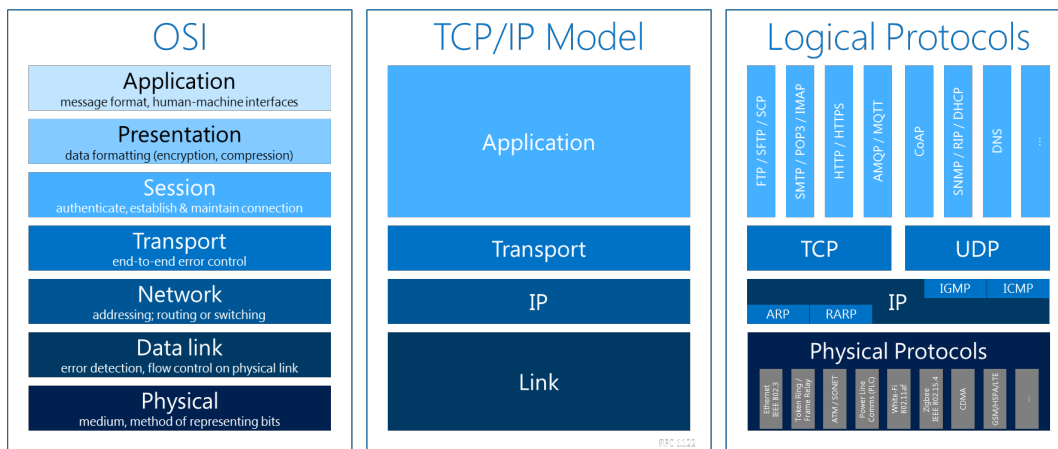 OSI
Application
message format, human-machine interfaces
Presentation
data formatting (encryption, compression)
Session
authenticate, establish & maintain connection
Transport
end-to-end error control
Network
addressing; routing or switching
Data link
error detection, flow control on physical link
Physical
medium, method of representing bits
TCP/IP Model
Application
Transport
IP
Link
RFC 1122
Logical Protocols
FTP / SFTP / SCP
SMTP / POP3 / IMAP
HTTP / HTTPS
AMQP / MQTT
CoAP
SNMP / RIP / DHCP
DNS
...
TCP
UDP
IP
IGMP
ICMP
ARP
RARP
Physical Protocols
Ethernet
IEEE 802.3
Token Ring /
Frame Relay
ATM / SONET
Power Line
Comms (PLC)
White-Fi
802.11af
Zigbee
IEEE 802.15.4
CDMA
GSM/HSPA/LTE
...